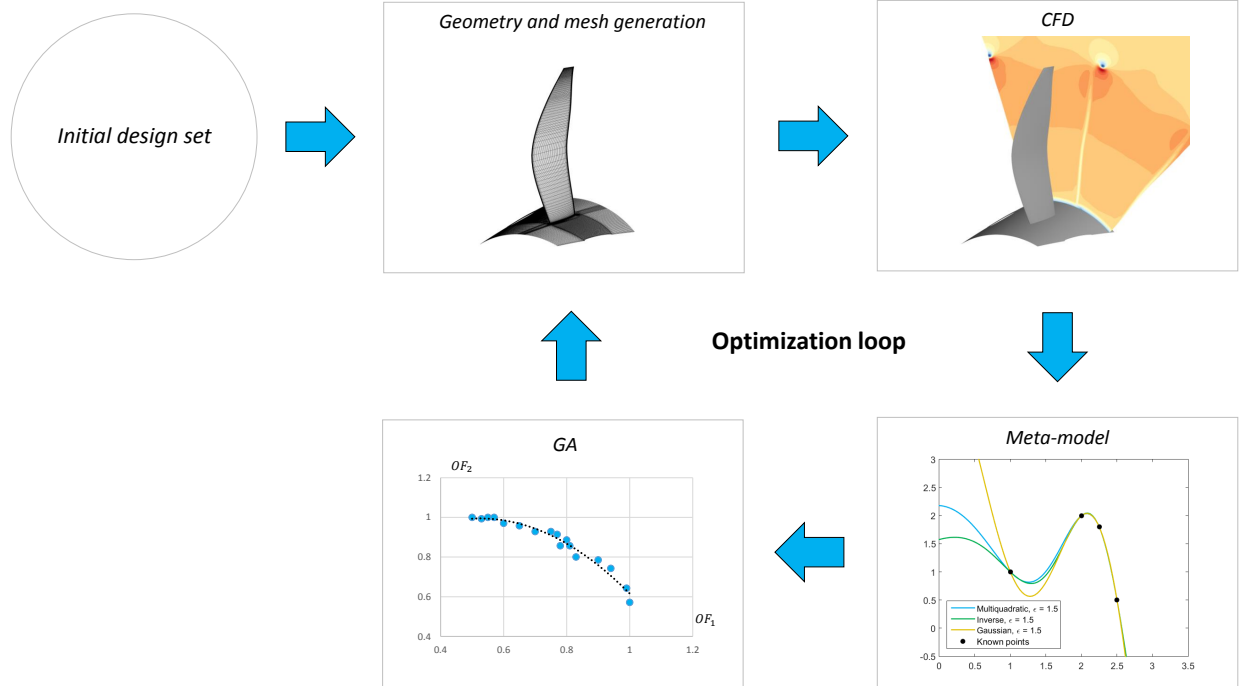 Initial design set
Geometry and mesh generation
CFD
Optimization loop
GA
OF₂
1.2
1
0.8
0.6
0.4
0.4
0.6
0.8
1
1.2
OF₁
Meta-model
3
2.5
2
1.5
1
0.5
0
-0.5
0
0.5
1
1.5
2
2.5
3
3.5
Multiquadratic, ϵ = 1.5
Inverse, ϵ = 1.5
Gaussian, ϵ = 1.5
Known points